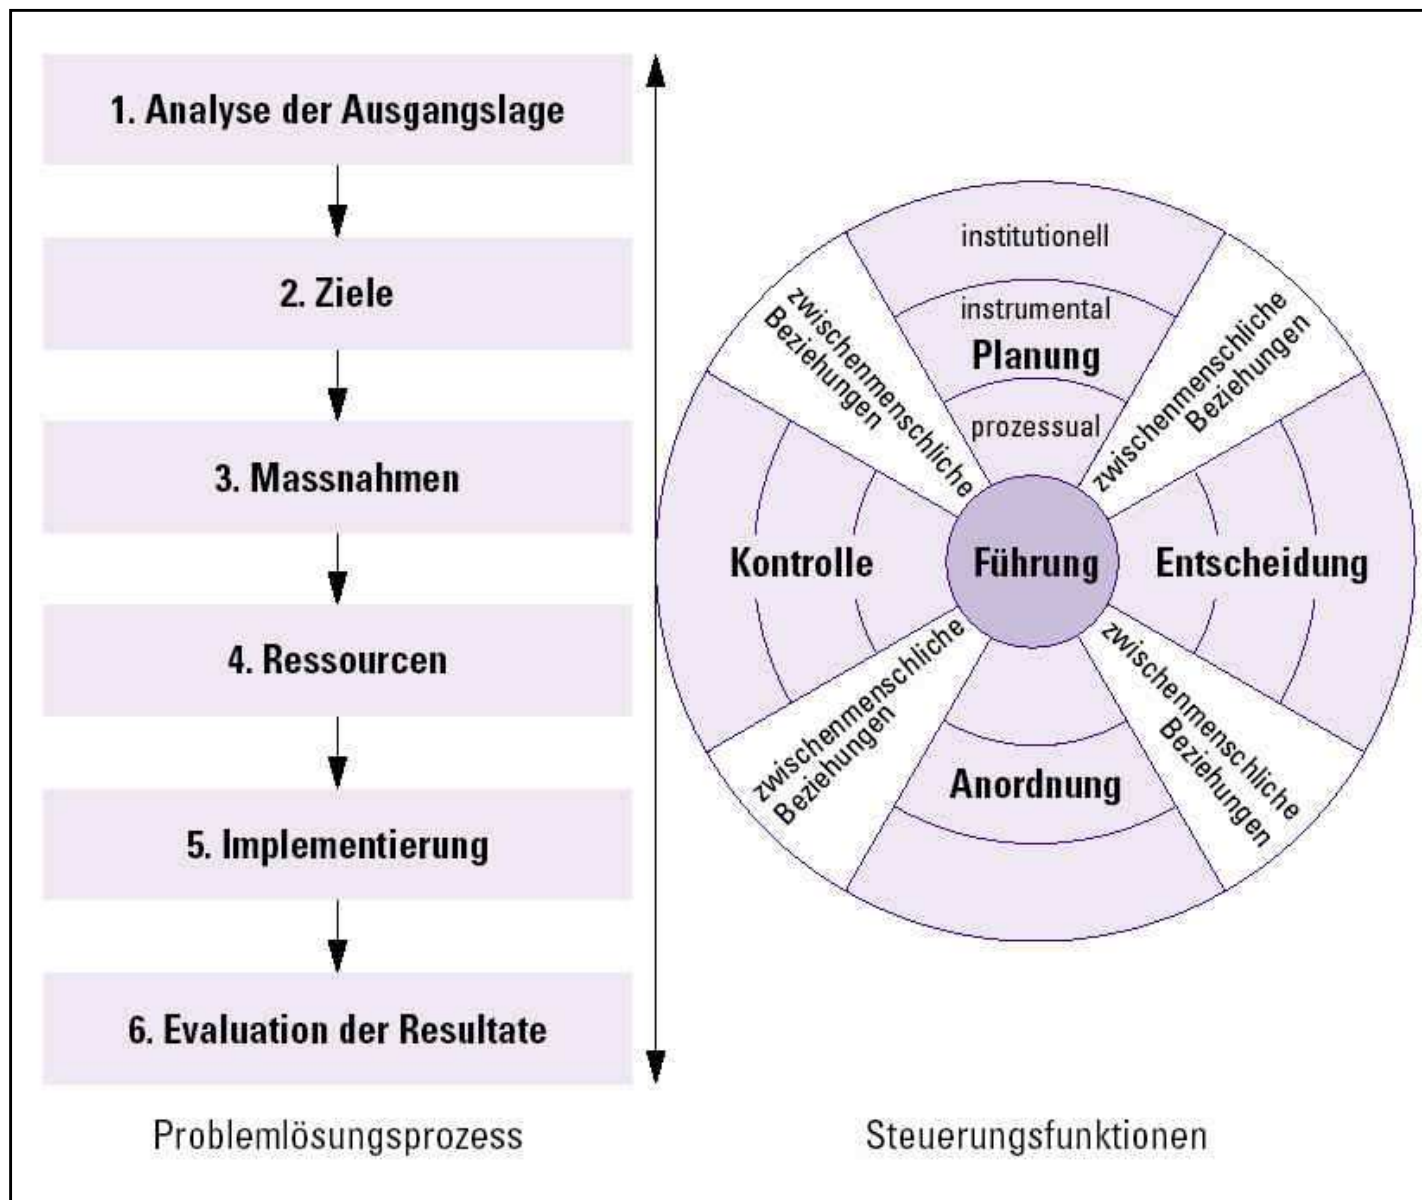 1. Analyse der Ausgangslage
2. Ziele
3. Massnahmen
4. Ressourcen
5. Implementierung
6. Evaluation der Resultate
Problemlösungsprozess
institutionell
instrumental
Planung
prozessual
zwischenmenschliche
Beziehungen
zwischenmenschliche
Beziehungen
Kontrolle
Führung
Entscheidung
zwischenmenschliche
Beziehungen
zwischenmenschliche
Beziehungen
Anordnung
Steuerungsfunktionen